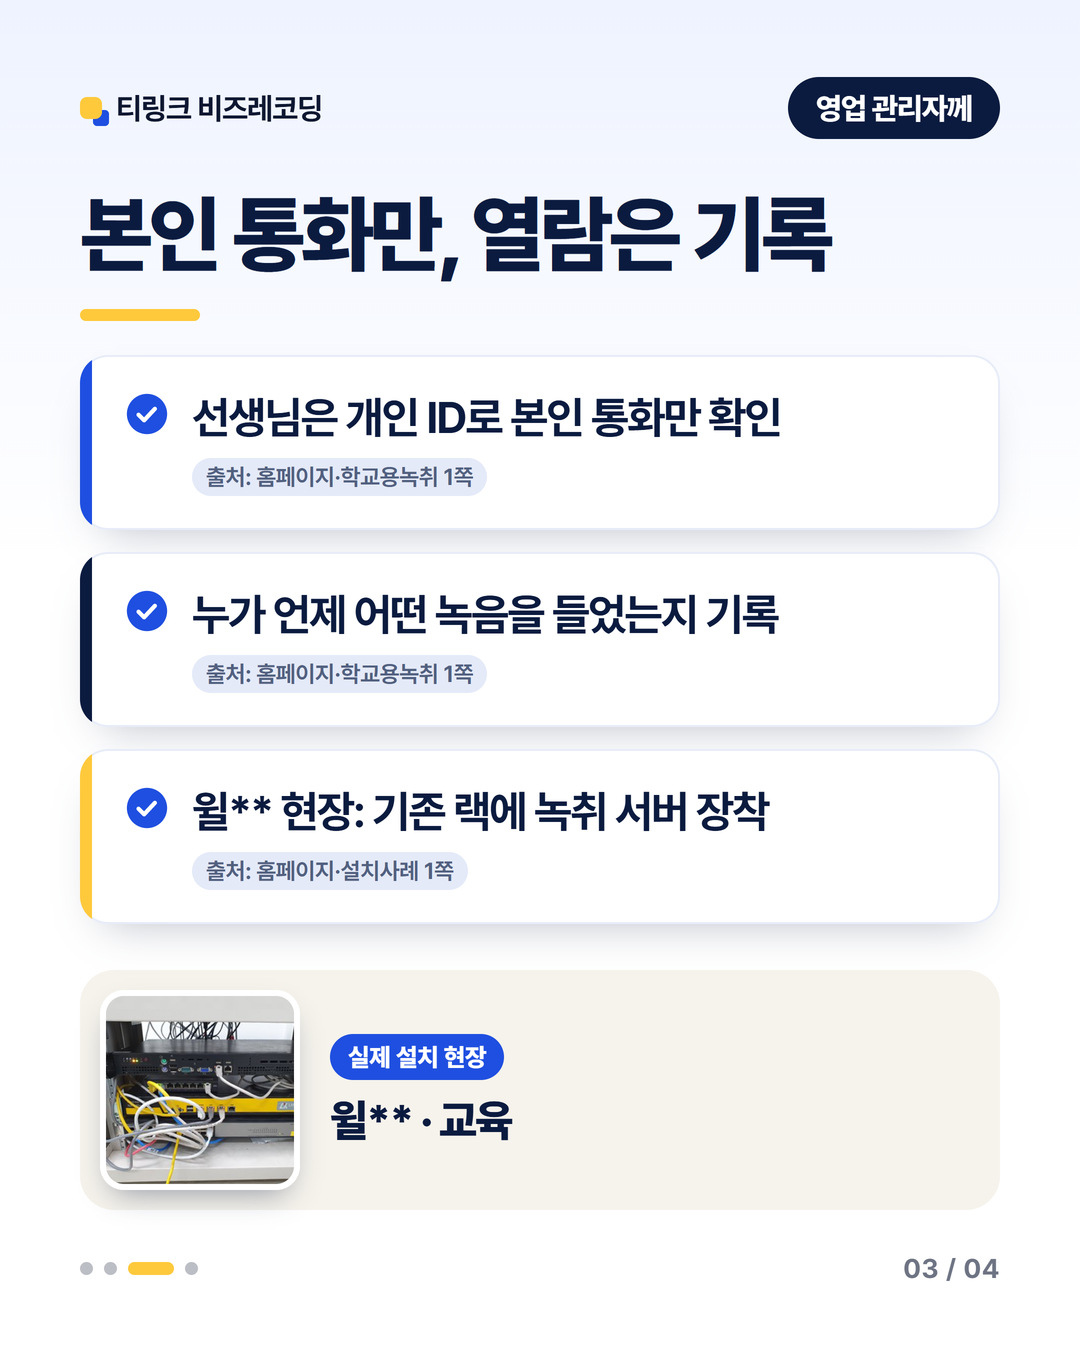 티링크 비즈레코딩
영업 관리자께
본인 통화만, 열람은 기록
선생님은 개인 ID로 본인 통화만 확인
출처: 홈페이지·학교용녹취 1쪽
누가 언제 어떤 녹음을 들었는지 기록
출처: 홈페이지·학교용녹취 1쪽
윌** 현장: 기존 랙에 녹취 서버 장착
출처: 홈페이지·설치사례 1쪽
실제 설치 현장
윌** · 교육
03 / 04